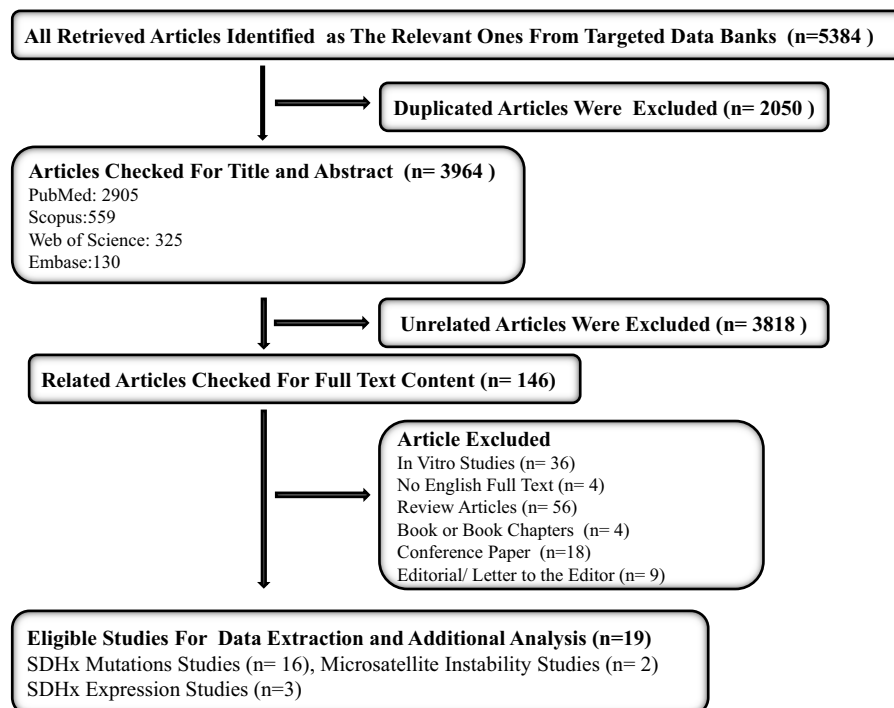 All Retrieved Articles Identified as The Relevant Ones From Targeted Data Banks (n=5384 )
Duplicated Articles Were Excluded (n= 2050 )
Articles Checked For Title and Abstract (n= 3964 )
PubMed: 2905
Scopus:559
Web of Science: 325
Embase:130
Unrelated Articles Were Excluded (n= 3818 )
Related Articles Checked For Full Text Content (n= 146)
Article Excluded
In Vitro Studies (n= 36)
No English Full Text (n= 4)
Review Articles (n= 56)
Book or Book Chapters (n= 4)
Conference Paper (n=18)
Editorial/ Letter to the Editor (n= 9)
Eligible Studies For Data Extraction and Additional Analysis (n=19)
SDHx Mutations Studies (n= 16), Microsatellite Instability Studies (n= 2)
SDHx Expression Studies (n=3)